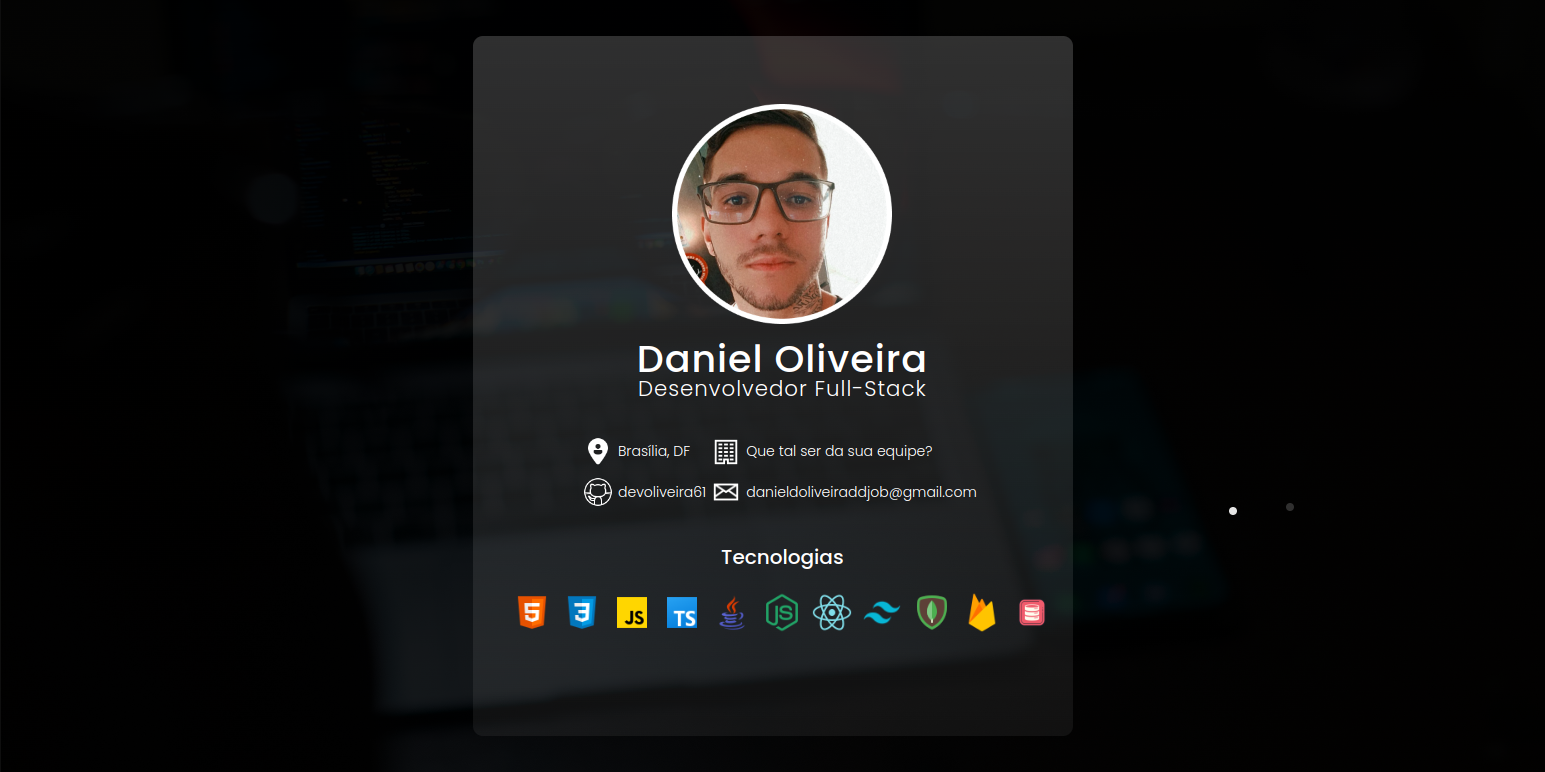 Daniel Oliveira
Desenvolvedor Full-Stack
Brasília, DF
Que tal ser da sua equipe?
devoliveira61
danieldoliveiraddjob@gmail.com
Tecnologias
5 3 JS TS JS